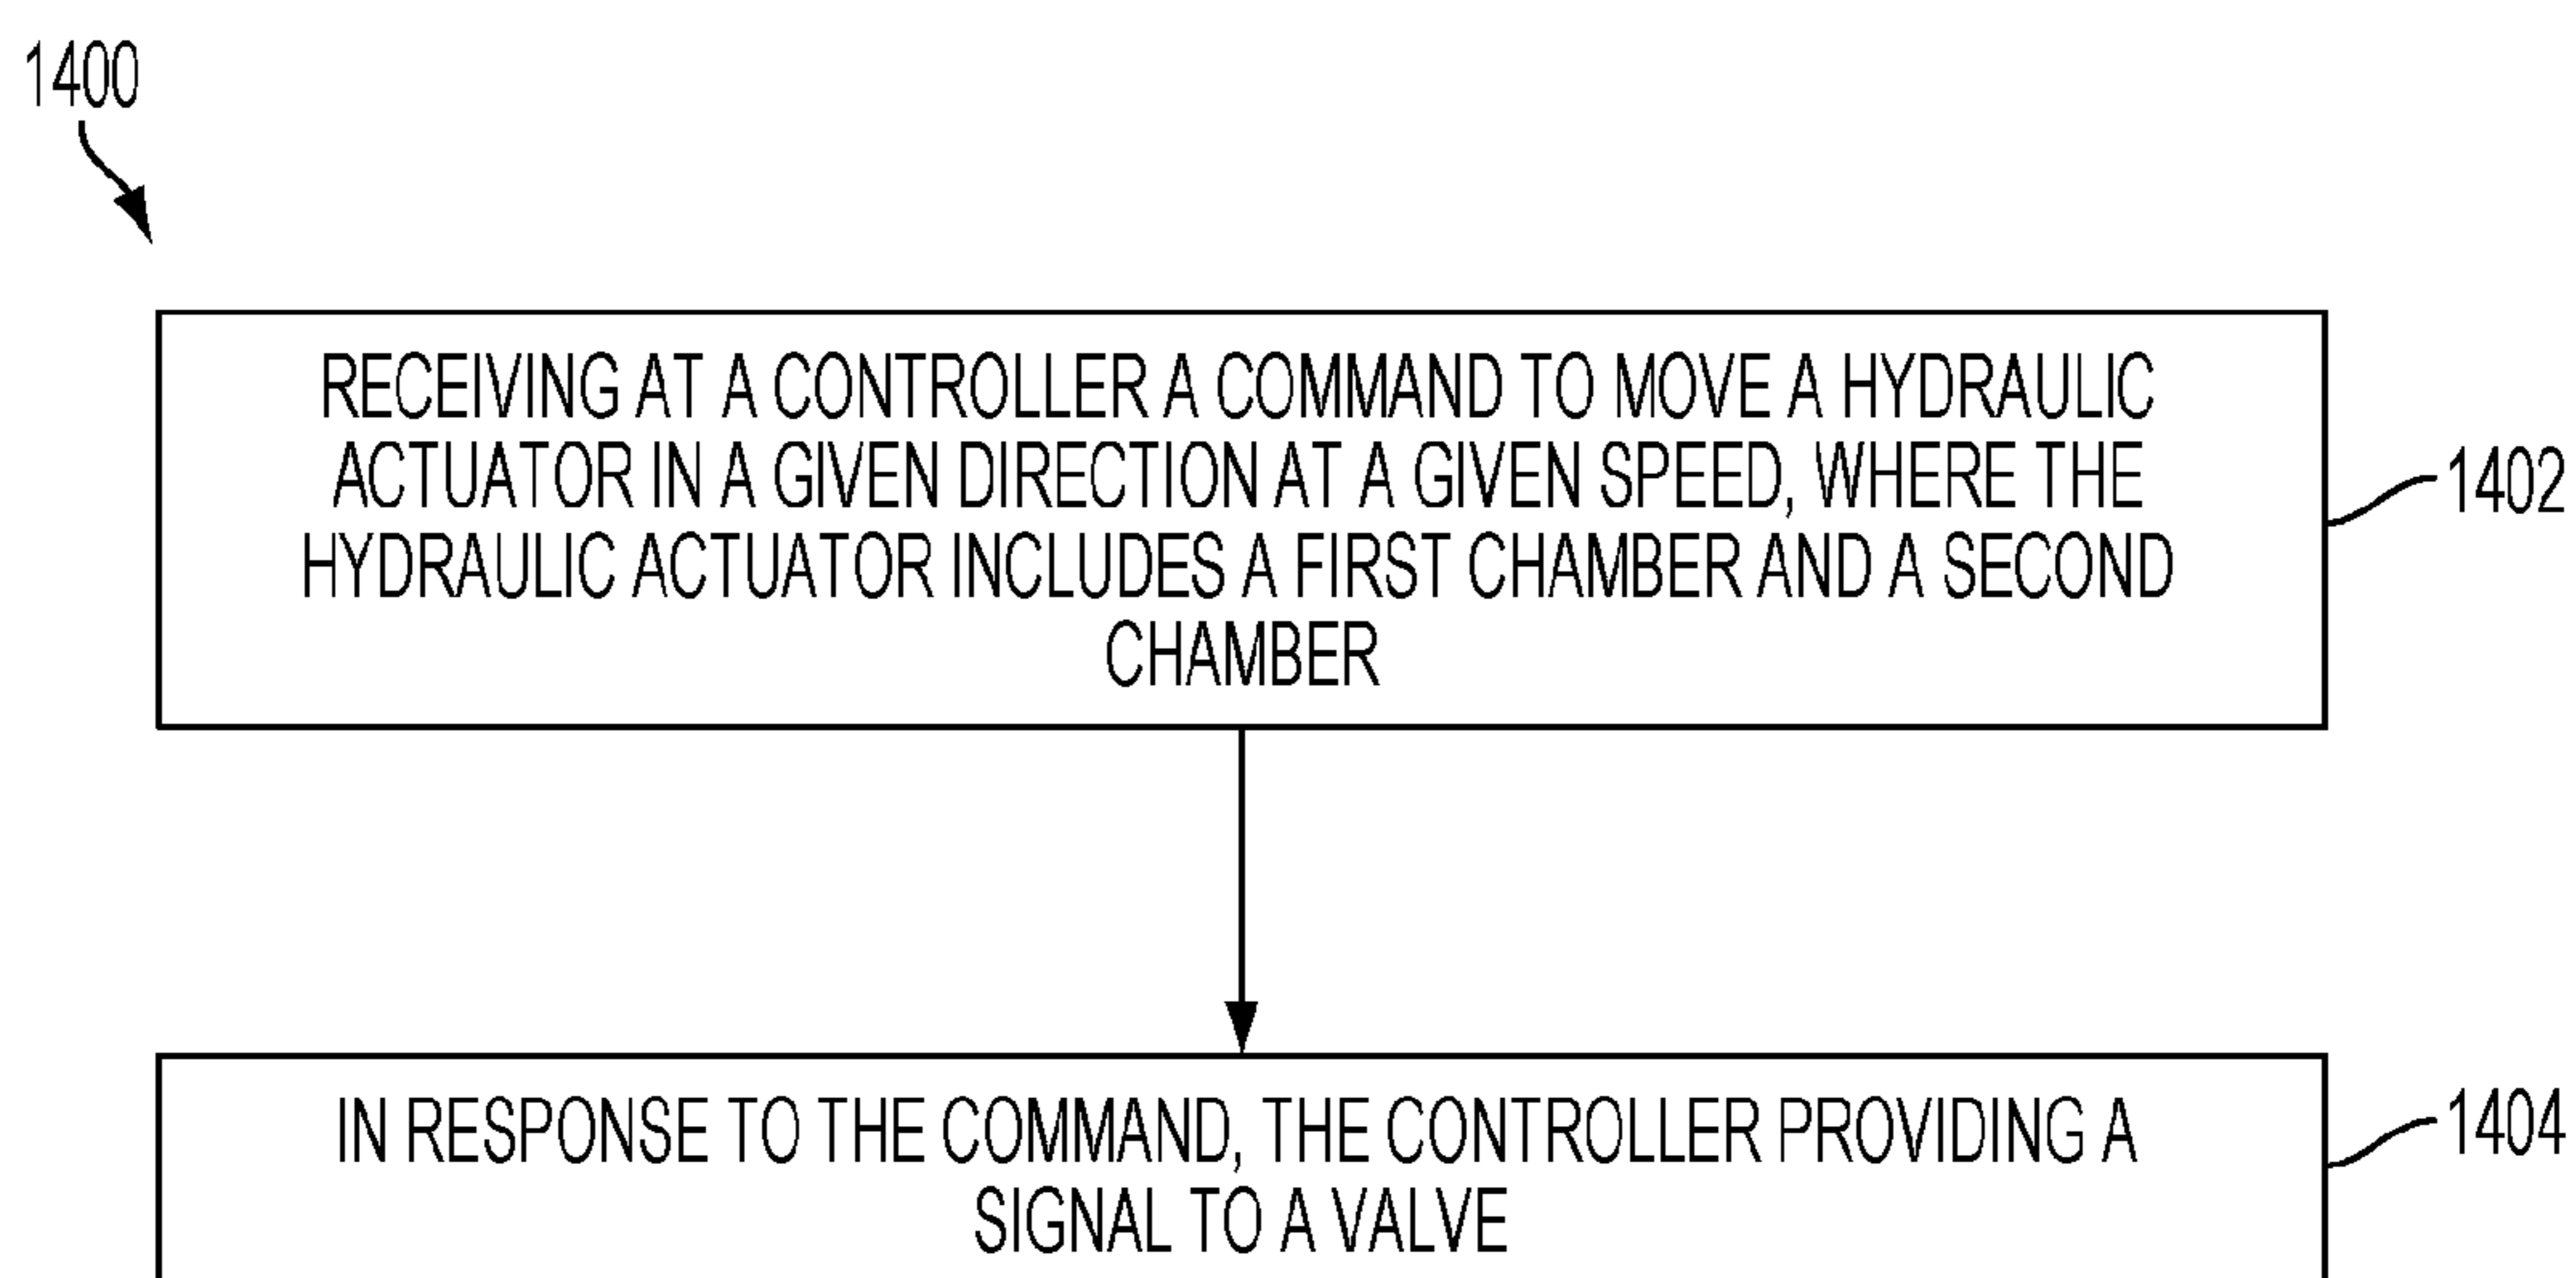 1400
RECEIVING AT A CONTROLLER A COMMAND TO MOVE A HYDRAULIC
ACTUATOR IN A GIVEN DIRECTION AT A GIVEN SPEED, WHERE THE
HYDRAULIC ACTUATOR INCLUDES A FIRST CHAMBER AND A SECOND
CHAMBER
1402
IN RESPONSE TO THE COMMAND, THE CONTROLLER PROVIDING A
SIGNAL TO A VALVE
1404